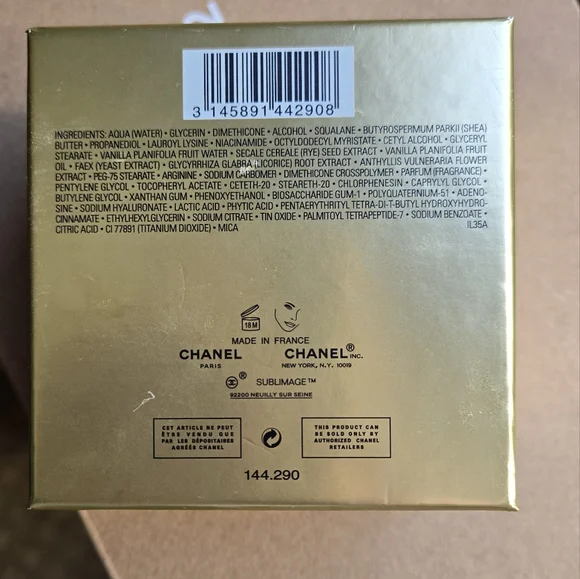 3 145891 442908
INGREDIENTS: AQUA (WATER) • GLYCERIN • DIMETHICONE • ALCOHOL • SQUALANE • BUTYROSPERMUM PARKII (SHEA)
BUTTER • PROPANEDIOL • LAUROYL LYSINE • NIACINAMIDE • OCTYLDODECYL MYRISTATE • CETYL ALCOHOL • GLYCERYL
STEARATE • VANILLA PLANIFOLIA FRUIT WATER • SECALE CEREALE (RYE) SEED EXTRACT • VANILLA PLANIFOLIA FRUIT
OIL • FAEX (YEAST EXTRACT) • GLYCYRRHIZA GLABRA (LICORICE) ROOT EXTRACT • ANTHYLLIS VULNERARIA FLOWER
EXTRACT • PEG-75 STEARATE • ARGININE • SODIUM CARBOMER • DIMETHICONE CROSSPOLYMER • PARFUM (FRAGRANCE) •
PENTYLENE GLYCOL • TOCOPHERYL ACETATE • CETETH-20 • STEARETH-20 • CHLORPHENESIN • CAPRYLYL GLYCOL •
BUTYLENE GLYCOL • XANTHAN GUM • PHENOXYETHANOL • BIOSACCHARIDE GUM-1 • POLYQUATERNIUM-51 • ADENO-
SINE • SODIUM HYALURONATE • LACTIC ACID • PHYTIC ACID • PENTAERYTHRITYL TETRA-DI-T-BUTYL HYDROXYHYDRO-
CINNAMATE • ETHYLHEXYLGLYCERIN • SODIUM CITRATE • TIN OXIDE • PALMITOYL TETRAPEPTIDE-7 • SODIUM BENZOATE •
CITRIC ACID • CI 77891 (TITANIUM DIOXIDE) • MICA IL35A
18 M
MADE IN FRANCE
CHANEL CHANEL® INC.
PARIS NEW YORK, N.Y. 10019
® SUBLIMAGE™
92200 NEUILLY SUR SEINE
CET ARTICLE NE PEUT
ÊTRE VENDU QUE
PAR LES DÉPOSITAIRES
AGRÉÉS CHANEL
THIS PRODUCT CAN
BE SOLD ONLY BY
AUTHORIZED CHANEL
RETAILERS
144.290